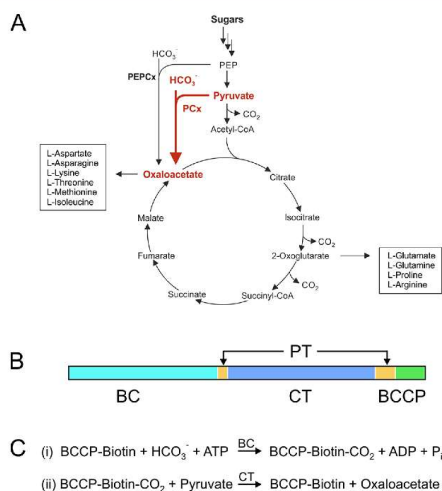 A
Sugars
HCO3-
PEP
PEPCx
HCO3-
Pyruvate
PCx
CO2
Acetyl-CoA
L-Aspartate
L-Asparagine
L-Lysine
L-Threonine
L-Methionine
L-Isoleucine
Oxaloacetate
Citrate
Malate
Isocitrate
CO2
Fumarate
2-Oxoglutarate
L-Glutamate
L-Glutamine
L-Proline
L-Arginine
CO2
Succinate
Succinyl-CoA
B
PT
BC
CT
BCCP
C
(i) BCCP-Biotin + HCO3- + ATP BC BCCP-Biotin-CO2 + ADP + Pi
(ii) BCCP-Biotin-CO2 + Pyruvate CT BCCP-Biotin + Oxaloacetate